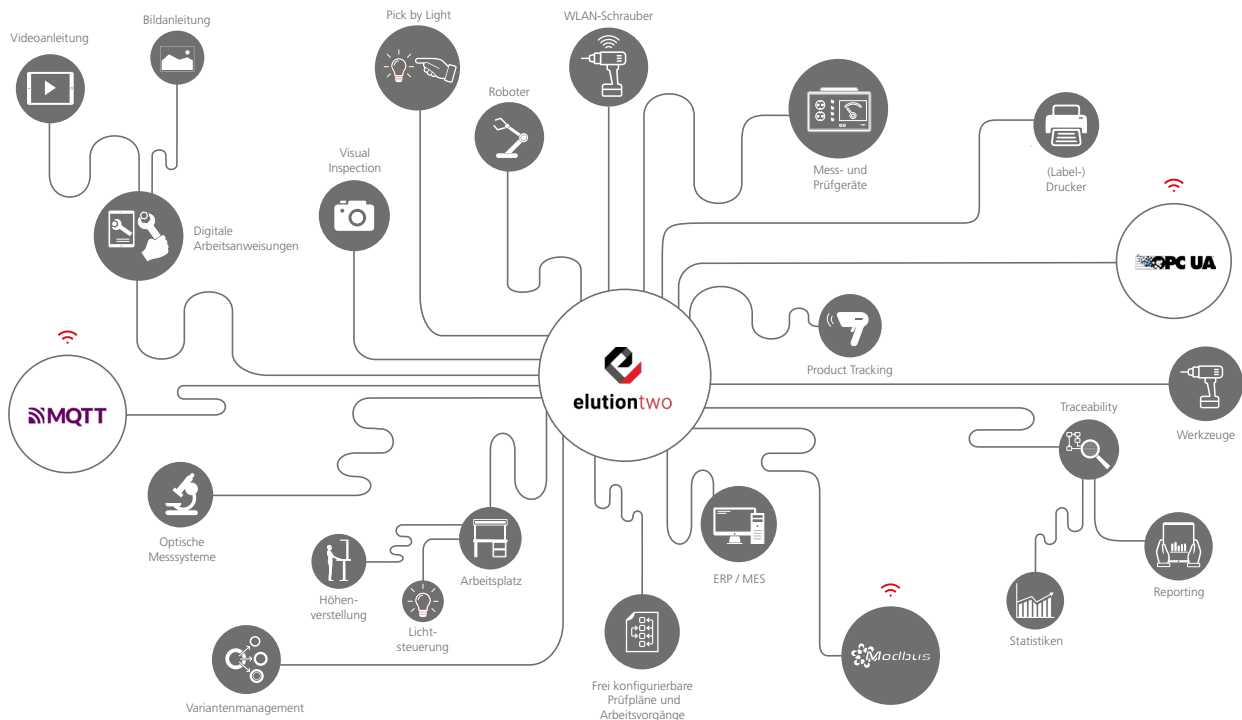 Videoanleitung
Bildanleitung
Pick by Light
WLAN-Schrauber
Roboter
Visual
Inspection
Mess- und
Prüfgeräte
(Label-)
Drucker
Digitale
Arbeitsanweisungen
OPC UA
elutiontwo
Product Tracking
MQTT
Werkzeuge
Traceability
Optische
Messsysteme
Arbeitsplatz
Höhen-
verstellung
Licht-
steuerung
ERP / MES
Reporting
Statistiken
Modbus
Variantenmanagement
Frei konfigurierbare
Prüfpläne und
Arbeitsvorgänge